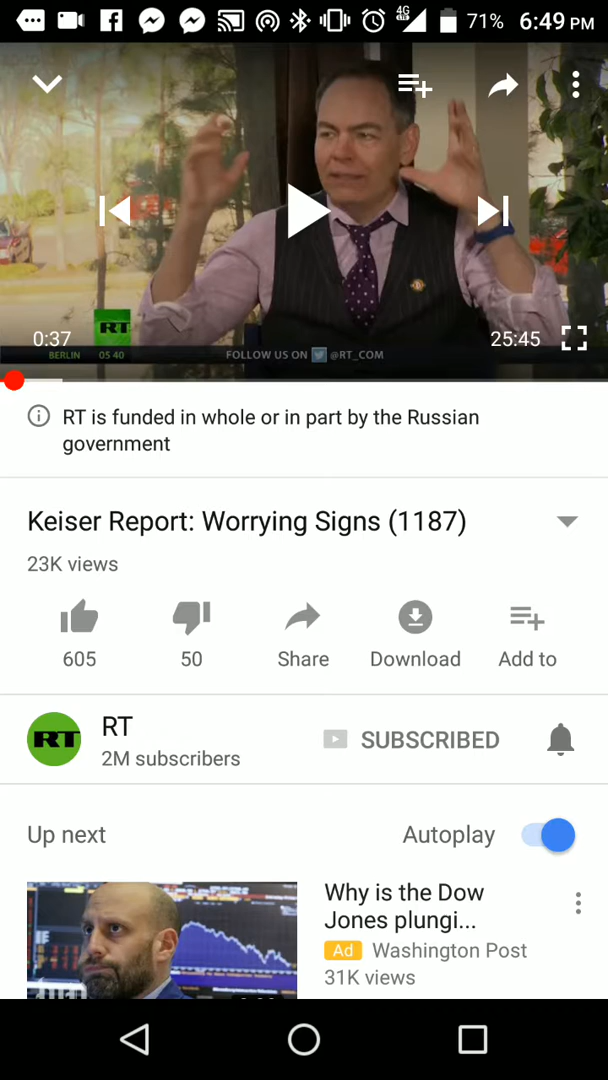 4G
LTE
71%
6:49 PM
0:37
25:45
RT
BERLIN 05 40
FOLLOW US ON @RT_COM
RT is funded in whole or in part by the Russian
government
Keiser Report: Worrying Signs (1187)
23K views
605
50
Share
Download
Add to
RT
RT
2M subscribers
SUBSCRIBED
Up next
Autoplay
Why is the Dow
Jones plungi...
Ad Washington Post
31K views